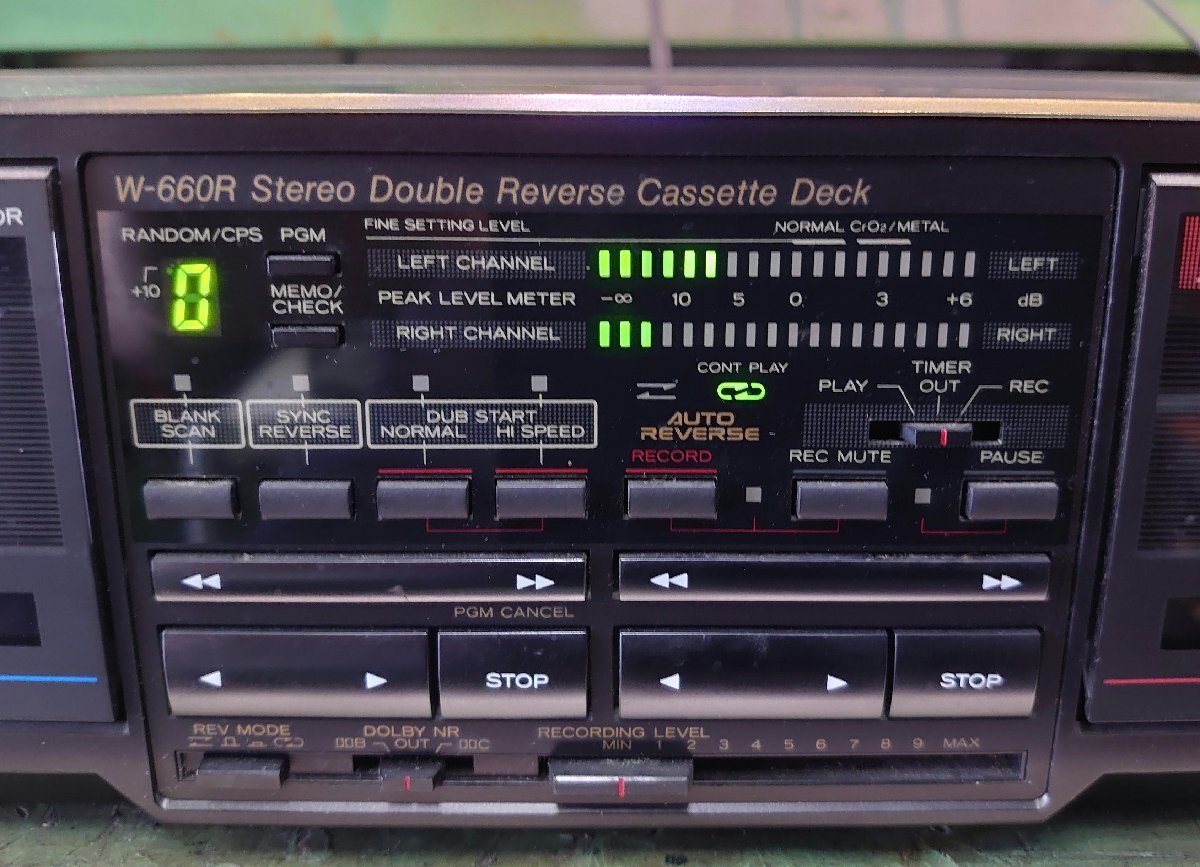 W-660R Stereo Double Reverse Cassette Deck
OR
FINE SETTING LEVEL NORMAL CrO2/METAL
RANDOM/CPS PGM
LEFT CHANNEL LEFT
+10 0
MEMO/
CHECK
PEAK LEVEL METER -∞ 10 5 0 3 +6 dB
RIGHT CHANNEL RIGHT
CONT PLAY
TIMER
PLAY OUT REC
BLANK
SCAN
SYNC
REVERSE
DUB START
NORMAL HI SPEED
AUTO
REVERSE
RECORD REC MUTE PAUSE
PGM CANCEL
STOP STOP
REV MODE DOLBY NR RECORDING LEVEL
B OUT C MIN 1 2 3 4 5 6 7 8 9 MAX